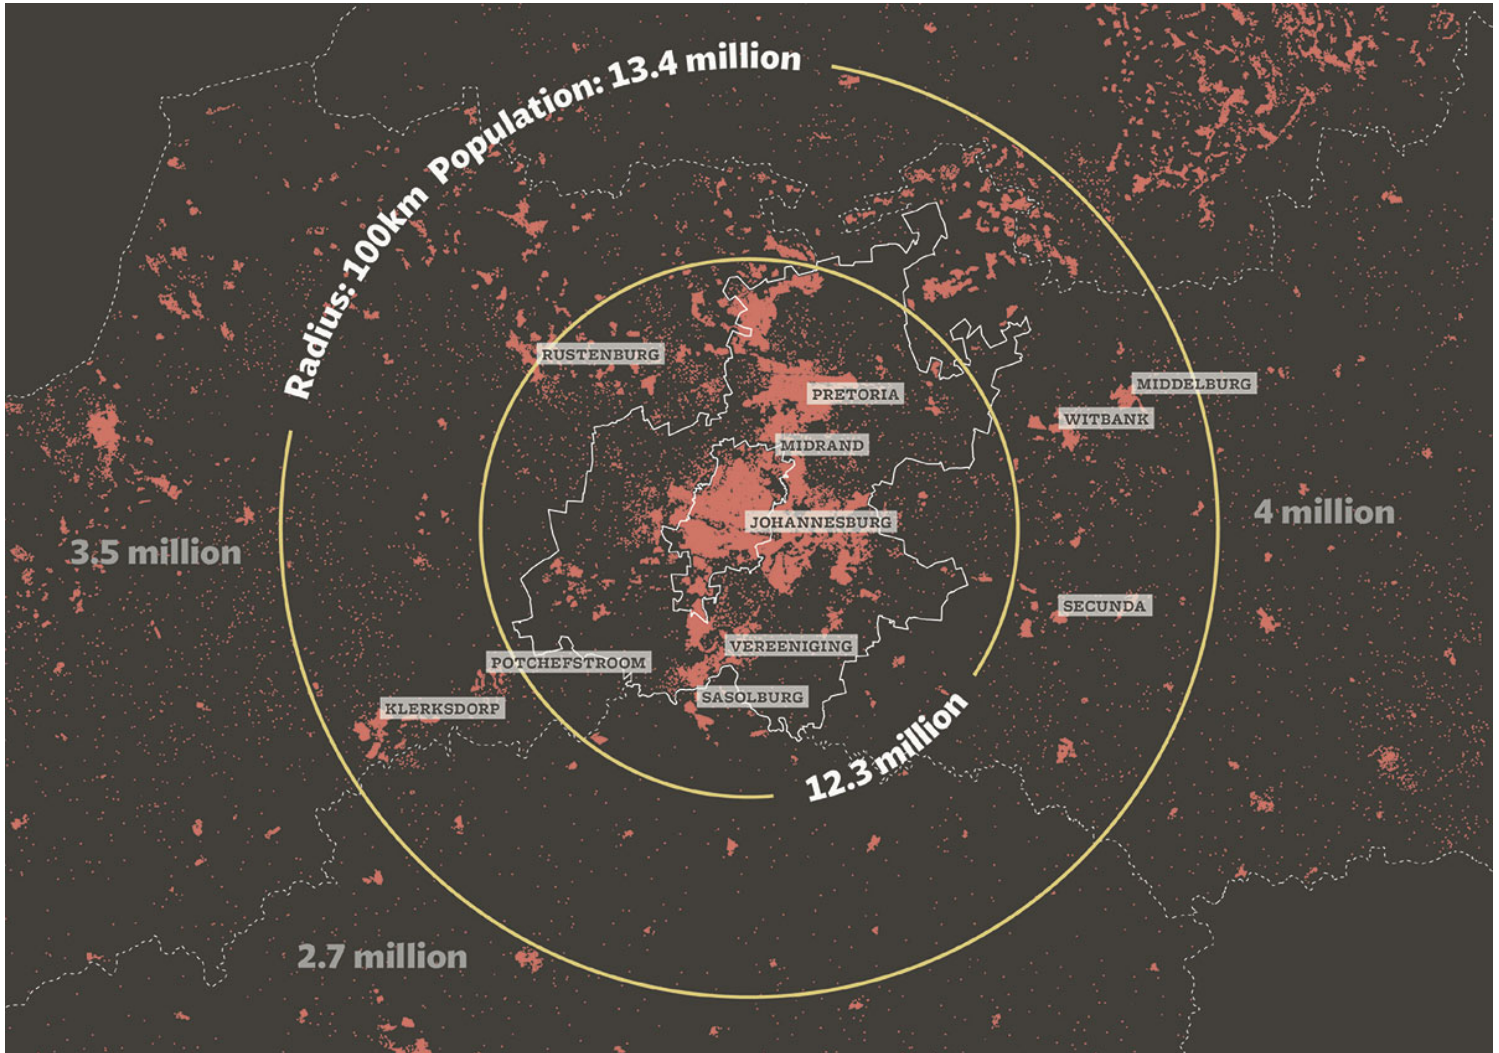 Radius: 100km Population: 13.4 million
RUSTENBURG
MIDDELBURG
PRETORIA
WITBANK
MIDRAND
4 million
JOHANNESBURG
3.5 million
SECUNDA
VEREENIGING
POTCHEFSTROOM
SASOLBURG
KLERKSDORP
12.3 million
2.7 million